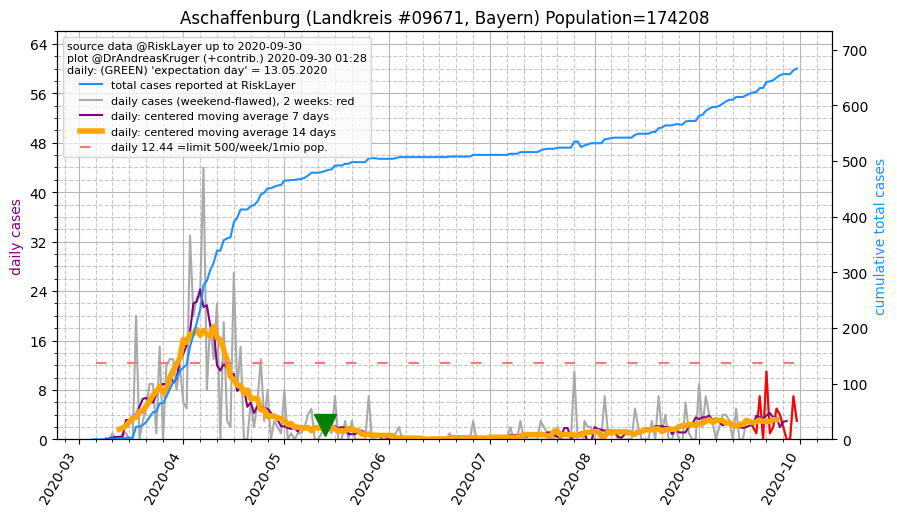 Aschaffenburg (Landkreis #09671, Bayern) Population=174208
source data @RiskLayer up to 2020-09-30
plot @DrAndreasKruger (+contrib.) 2020-09-30 01:28
daily: (GREEN) 'expectation day' = 13.05.2020
total cases reported at RiskLayer
daily cases (weekend-flawed), 2 weeks: red
daily: centered moving average 7 days
daily: centered moving average 14 days
daily 12.44 =limit 500/week/1mio pop.
daily cases
64
56
48
40
32
24
16
8
0
700
600
500
400
300
200
100
0
cumulative total cases
2020-03
2020-04
2020-05
2020-06
2020-07
2020-08
2020-09
2020-10